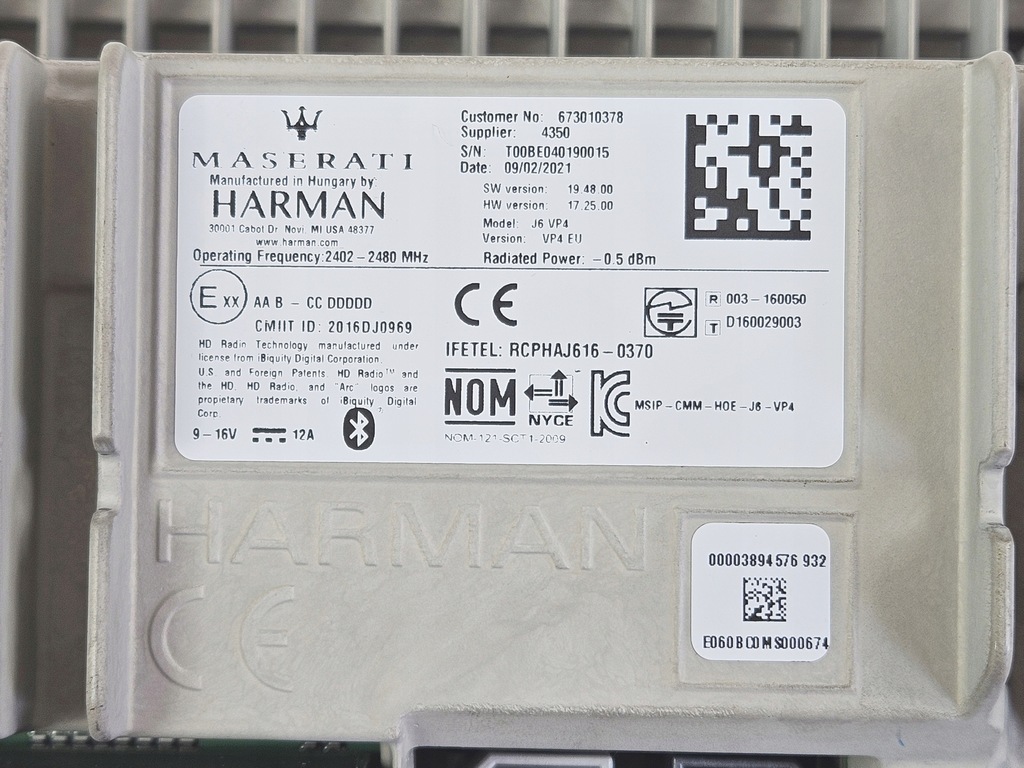 MASERATI
Manufactured in Hungary by:
HARMAN
30001 Cabot Dr. Novi, MI USA 48377
www.harman.com
Operating Frequency:2402-2480 MHz
Customer No: 673010378
Supplier: 4350
S/N: T00BE040190015
Date: 09/02/2021
SW version: 19.48.00
HW version: 17.25.00
Model: J6 VP4
Version: VP4 EU
Radiated Power: -0.5 dBm
E xx AA B - CC DDDDD
CMIIT ID: 2016DJ0969
HD Radio Technology manufactured under
license from iBiquity Digital Corporation.
U.S. and Foreign Patents. HD Radio™ and
the HD, HD Radio, and "Arc" logos are
propietary trademarks of iBiquity Digital
Corp.
9-16V 12A
CE
R 003-160050
T D160029003
IFETEL: RCPHAJ616-0370
NOM
NYCE
NOM-121-SCT1-2009
KC
MSIP-CMM-HOE-J6-VP4
HARMAN
CE
00003894576 932
E060BCDMS000674